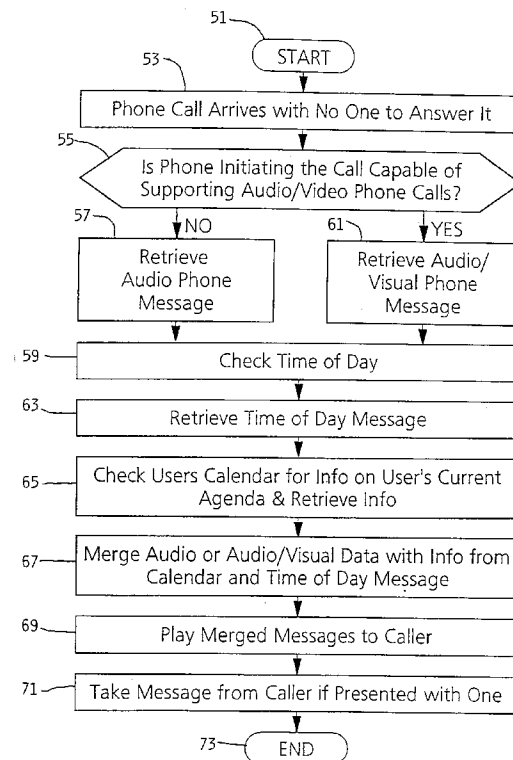 51
START
53
Phone Call Arrives with No One to Answer It
55
Is Phone Initiating the Call Capable of
Supporting Audio/Video Phone Calls?
57
NO
61
YES
Retrieve
Audio Phone
Message
Retrieve Audio/
Visual Phone
Message
59
Check Time of Day
63
Retrieve Time of Day Message
65
Check Users Calendar for Info on User's Current
Agenda & Retrieve Info
67
Merge Audio or Audio/Visual Data with Info from
Calendar and Time of Day Message
69
Play Merged Messages to Caller
71
Take Message from Caller if Presented with One
73
END